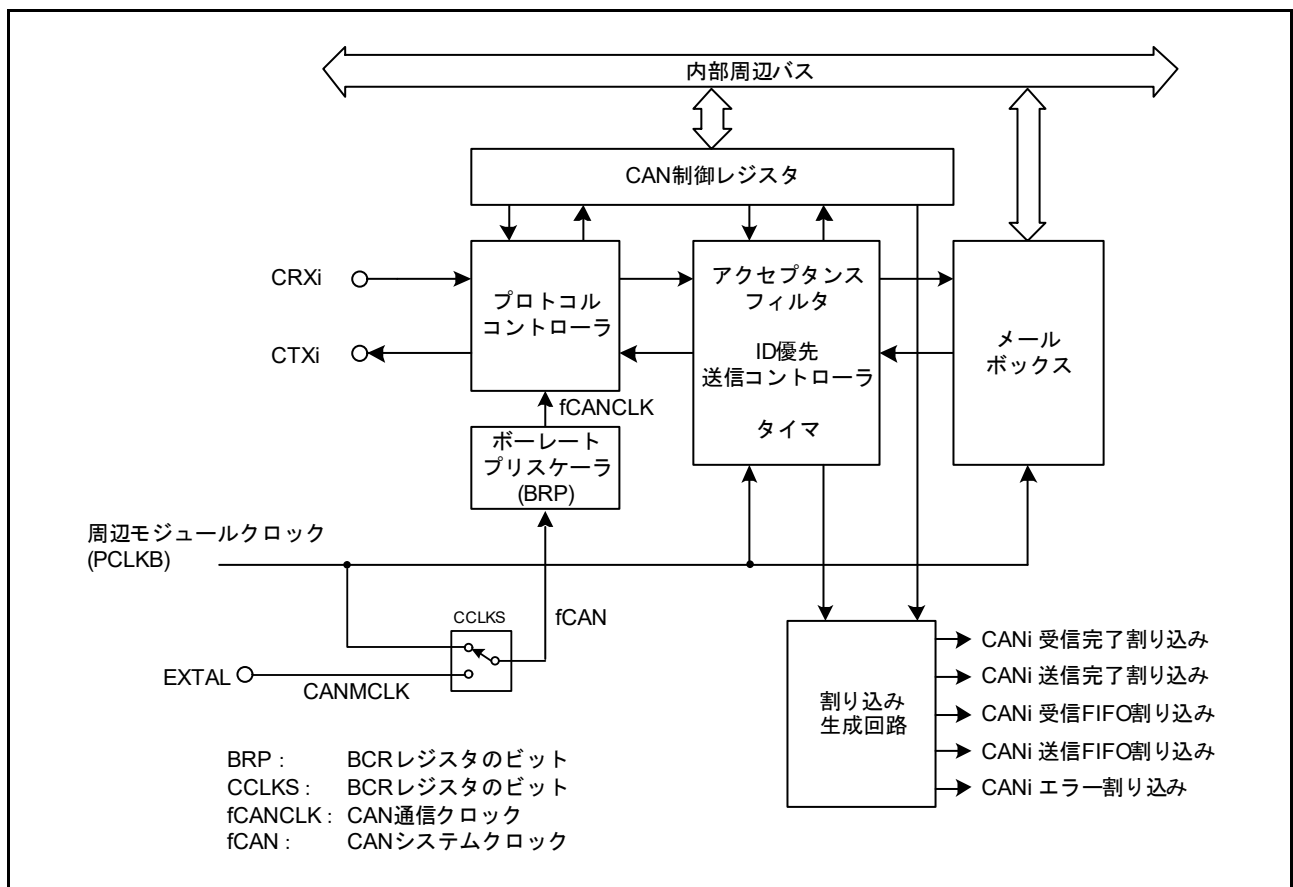 内部周辺バス
CAN制御レジスタ
CRXi
CTXi
プロトコル
コントローラ
アクセプタンス
フィルタ
ID優先
送信コントローラ
タイマ
メール
ボックス
fCANCLK
ボーレート
プリスケーラ
(BRP)
周辺モジュールクロック
(PCLKB)
CCLKS
fCAN
EXTAL
CANMCLK
割り込み
生成回路
CANi 受信完了割り込み
CANi 送信完了割り込み
CANi 受信FIFO割り込み
CANi 送信FIFO割り込み
CANi エラー割り込み
BRP : BCRレジスタのビット
CCLKS : BCRレジスタのビット
fCANCLK : CAN通信クロック
fCAN : CANシステムクロック